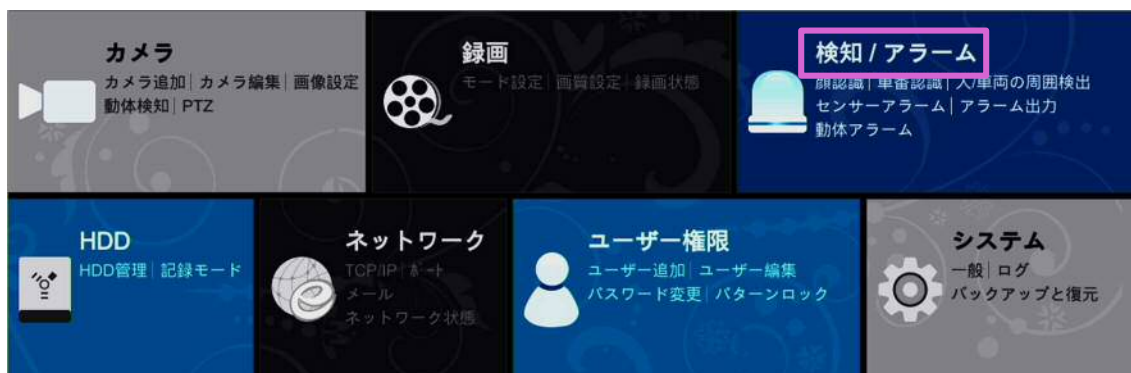 カメラ
カメラ追加 | カメラ編集 | 画像設定
動体検知 | PTZ
録画
モード設定 | 画質設定 | 録画状態
検知 / アラーム
顔認識 | 車番認識 | 人/車両の周囲検出
センサーアラーム | アラーム出力
動体アラーム
HDD
HDD管理 | 記録モード
ネットワーク
TCP/IP | ポート
メール
ネットワーク状態
ユーザー権限
ユーザー追加 | ユーザー編集
パスワード変更 | パターンロック
システム
一般 | ログ
バックアップと復元